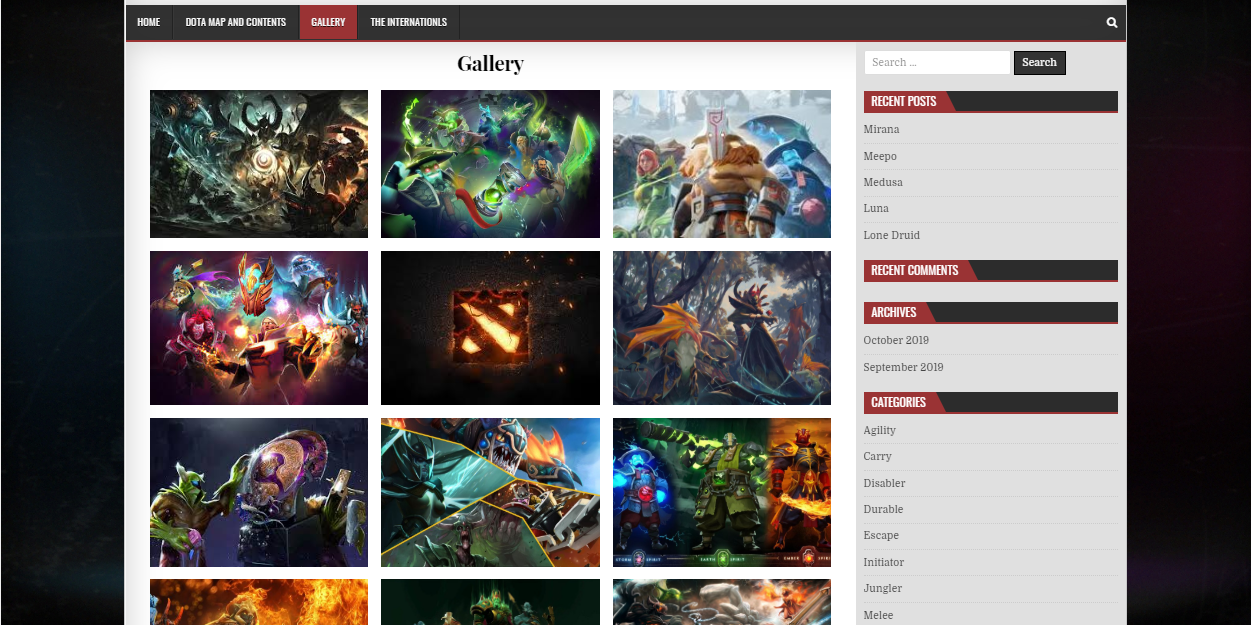 HOME
DOTA MAP AND CONTENTS
GALLERY
THE INTERNATIONLS
Gallery
Search ...
Search
RECENT POSTS
Mirana
Meepo
Medusa
Luna
Lone Druid
RECENT COMMENTS
ARCHIVES
October 2019
September 2019
CATEGORIES
Agility
Carry
Disabler
Durable
Escape
Initiator
Jungler
Melee
STORM SPIRIT
EARTH SPIRIT
EMBER SPIRI